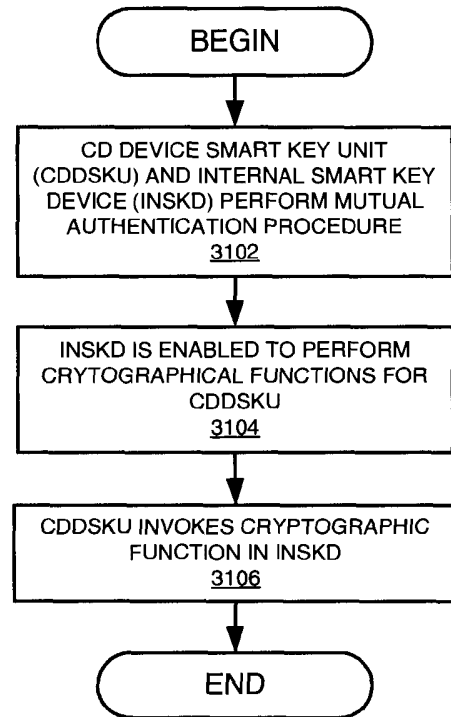 BEGIN
CD DEVICE SMART KEY UNIT
(CDDSKU) AND INTERNAL SMART KEY
DEVICE (INSKD) PERFORM MUTUAL
AUTHENTICATION PROCEDURE
3102
INSKD IS ENABLED TO PERFORM
CRYTOGRAPHICAL FUNCTIONS FOR
CDDSKU
3104
CDDSKU INVOKES CRYPTOGRAPHIC
FUNCTION IN INSKD
3106
END